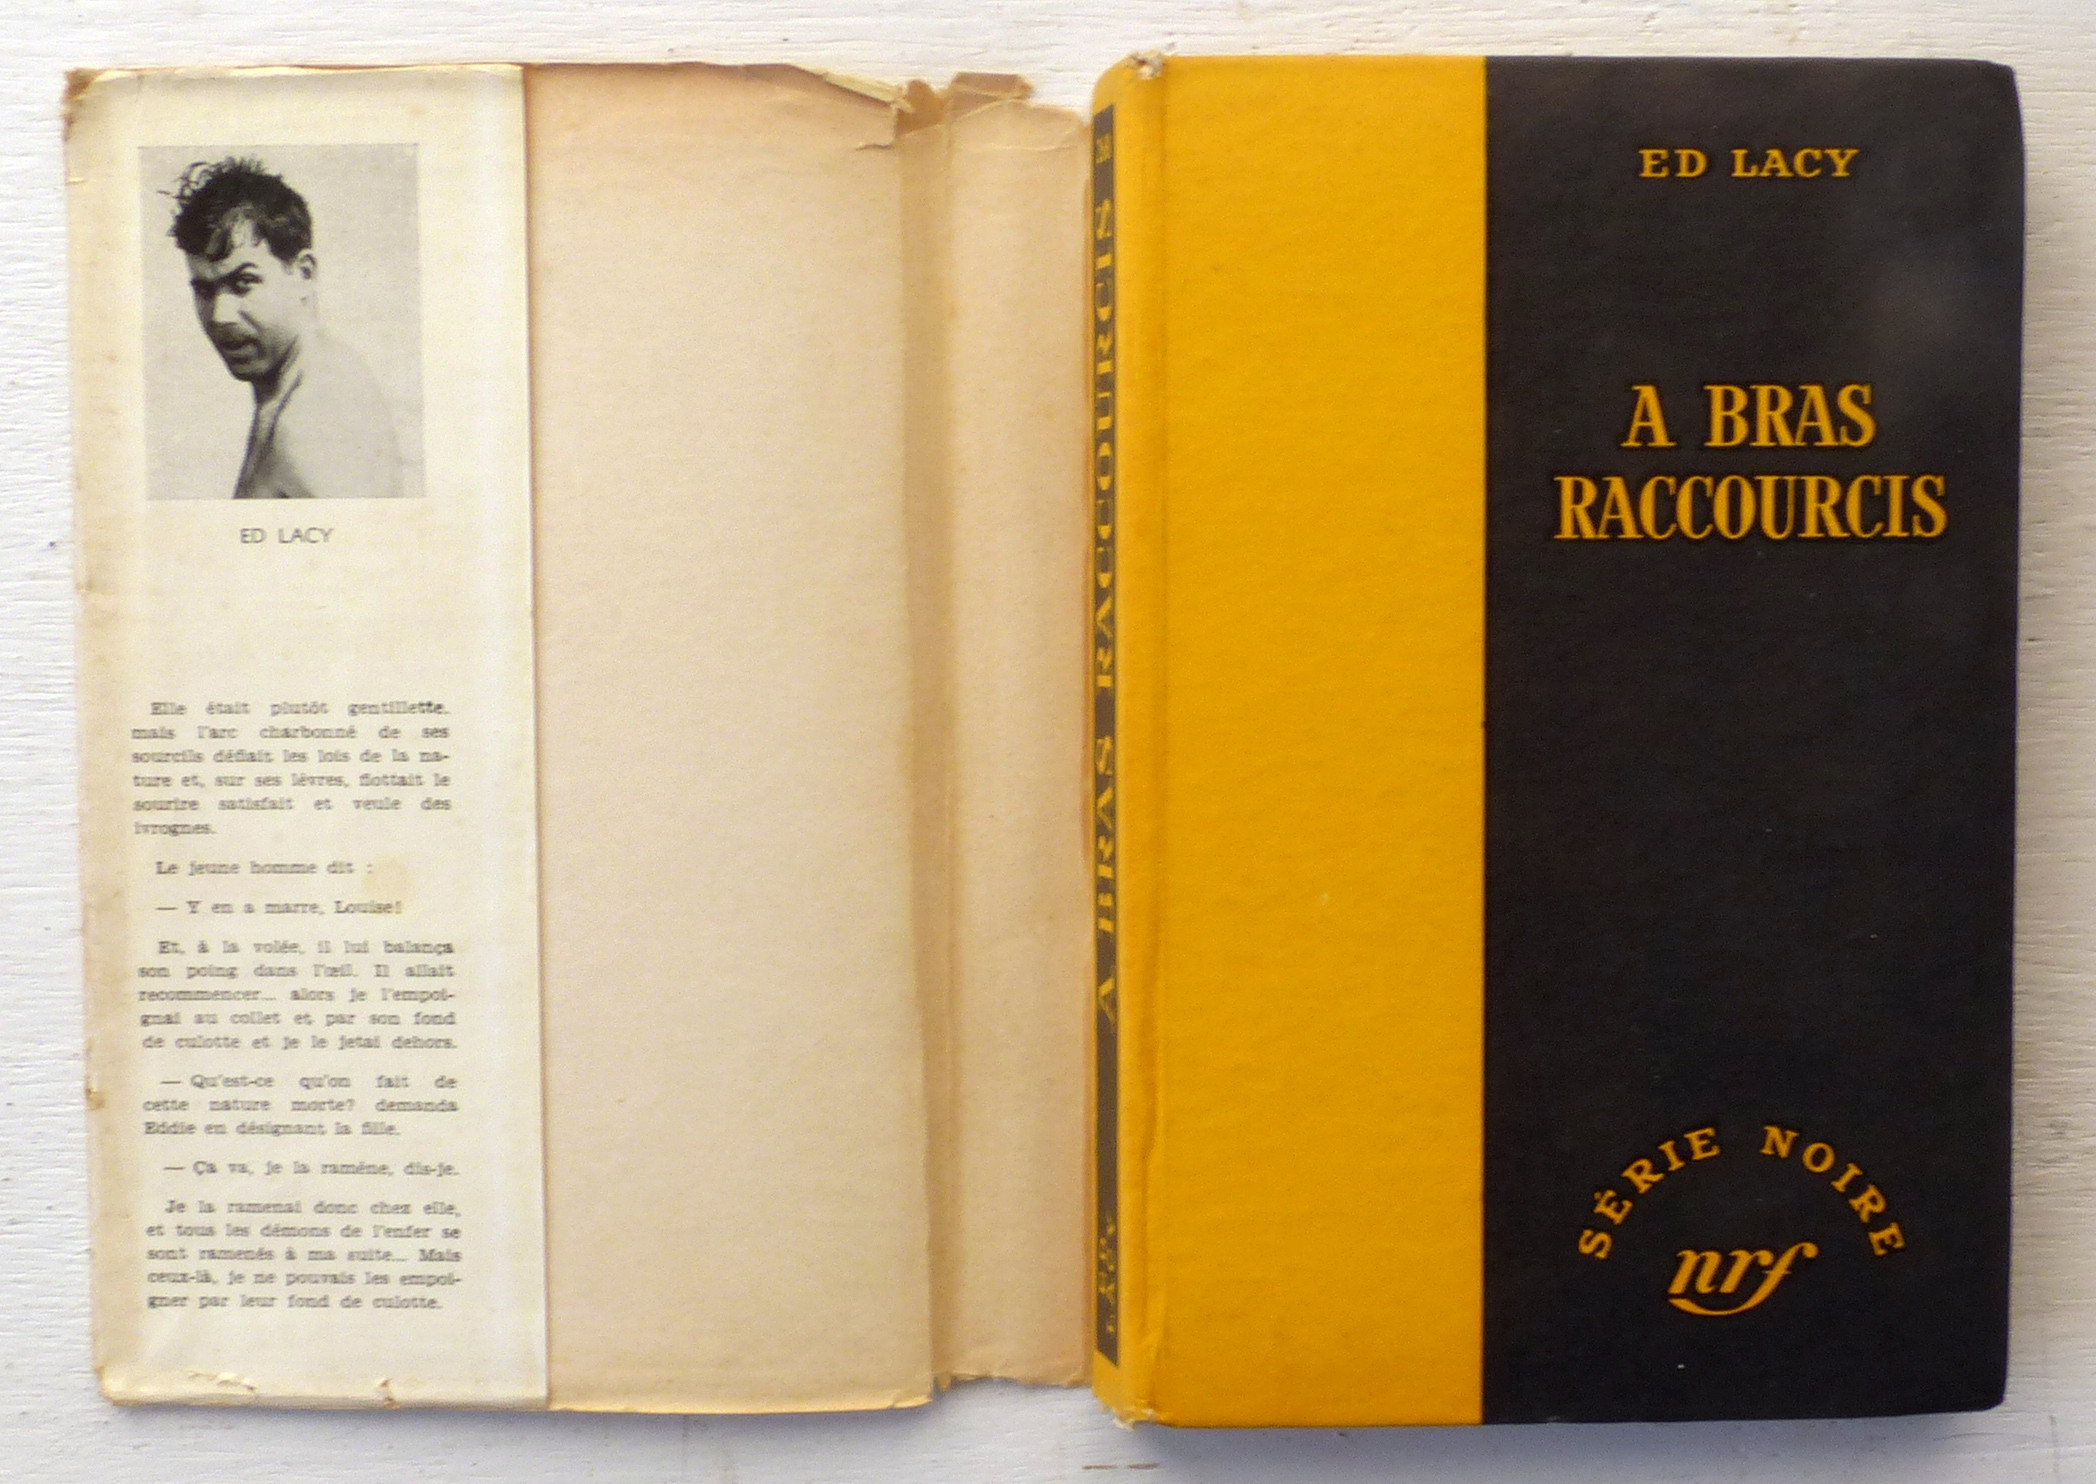 ED LACY
Elle était plutôt gentillette,
mais l'arc charbonné de ses
sourcils défiait les lois de la na-
ture et, sur ses lèvres, flottait le
sourire satisfait et veule des
ivrognes.
Le jeune homme dit :
— Y en a marre, Louise!
Et, à la volée, il lui balança
son poing dans l'œil. Il allait
recommencer... alors je l'empoi-
gnai au collet et par son fond
de culotte et je le jetai dehors.
— Qu'est-ce qu'on fait de
cette nature morte? demanda
Eddie en désignant la fille.
— Ça va, je la ramène, dis-je.
Je la ramenai donc chez elle,
et tous les démons de l'enfer se
sont ramenés à ma suite... Mais
ceux-là, je ne pouvais les empoi-
gner par leur fond de culotte.
A BRAS RACCOURCIS
ED
LACY
ED LACY
A BRAS
RACCOURCIS
SÉRIE NOIRE
nrf